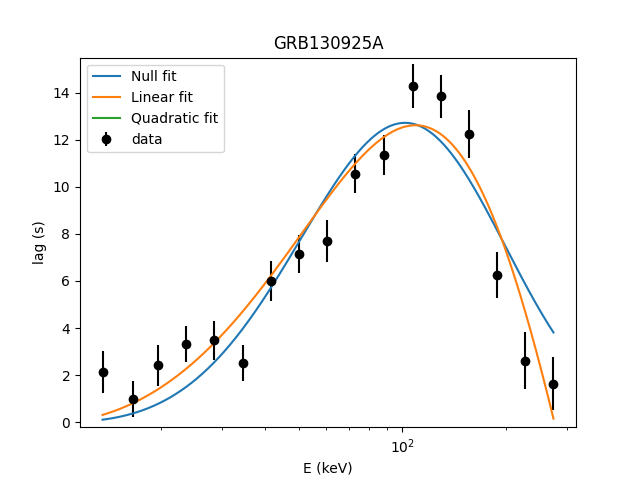 GRB130925A
Null fit
Linear fit
Quadratic fit
data
14
12
10
8
6
4
2
0
lag (s)
10²
E (keV)